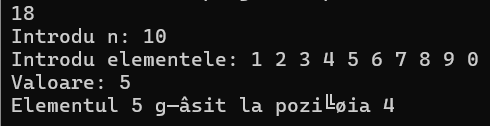 18
Introdu n: 10
Introdu elementele: 1 2 3 4 5 6 7 8 9 0
Valoare: 5
Elementul 5 g─âsit la pozi╚øia 4